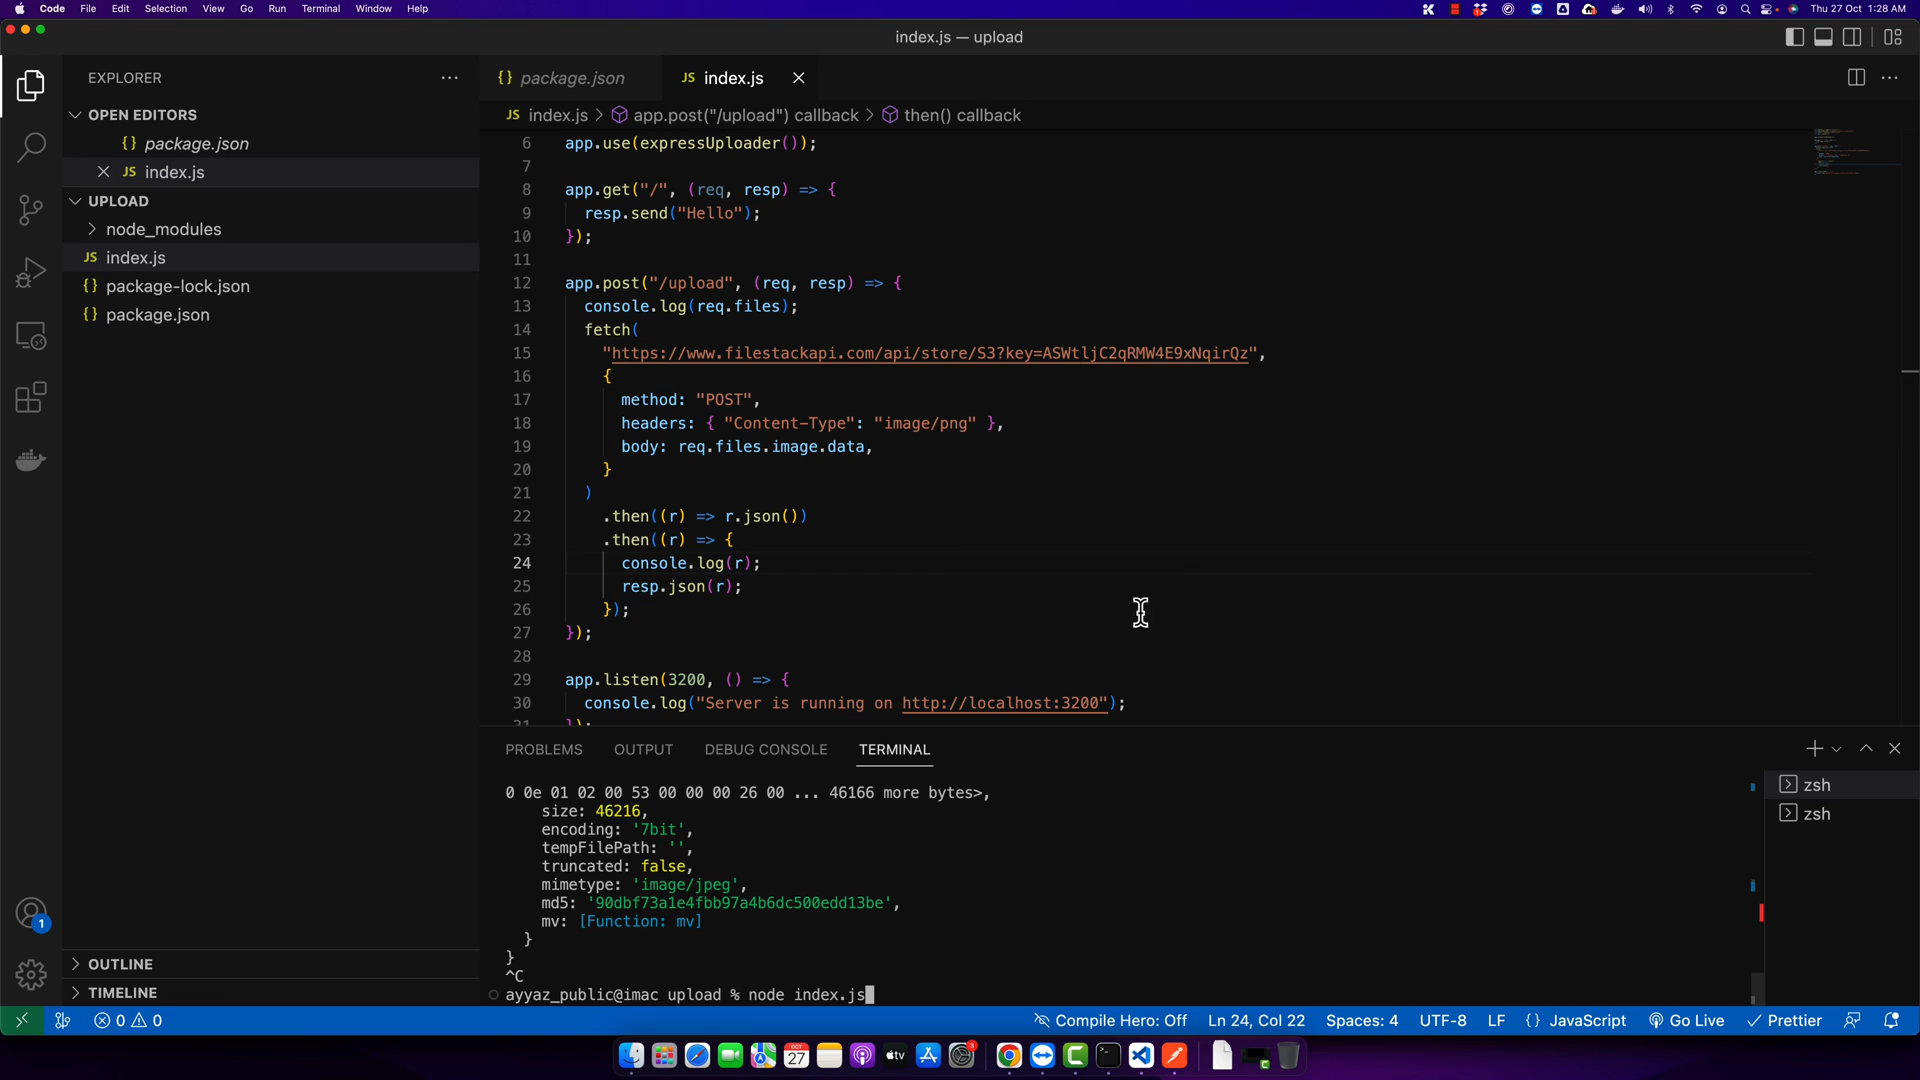 Code File Edit Selection View Go Run Terminal Window Help
Thu 27 Oct 1:28 AM
index.js — upload
EXPLORER
OPEN EDITORS
{} package.json
JS index.js
UPLOAD
node_modules
JS index.js
{} package-lock.json
{} package.json
OUTLINE
TIMELINE
1
{} package.json
JS index.js
JS index.js > app.post("/upload") callback > then() callback
6 app.use(expressUploader());
7
8 app.get("/", (req, resp) => {
9 resp.send("Hello");
10 });
11
12 app.post("/upload", (req, resp) => {
13 console.log(req.files);
14 fetch(
15 "https://www.filestackapi.com/api/store/S3?key=ASWtljC2qRMW4E9xNqirQz",
16 {
17 method: "POST",
18 headers: { "Content-Type": "image/png" },
19 body: req.files.image.data,
20 }
21 )
22 .then((r) => r.json())
23 .then((r) => {
24 console.log(r);
25 resp.json(r);
26 });
27 });
28
29 app.listen(3200, () => {
30 console.log("Server is running on http://localhost:3200");
31 });
PROBLEMS OUTPUT DEBUG CONSOLE TERMINAL
zsh
zsh
0 0e 01 02 00 53 00 00 00 26 00 ... 46166 more bytes>,
size: 46216,
encoding: '7bit',
tempFilePath: '',
truncated: false,
mimetype: 'image/jpeg',
md5: '90dbf73a1e4fbb97a4b6dc500edd13be',
mv: [Function: mv]
}
}
^C
ayyaz_public@imac upload % node index.js
0 0
Compile Hero: Off Ln 24, Col 22 Spaces: 4 UTF-8 LF {} JavaScript Go Live Prettier
OCT
27
tv
3